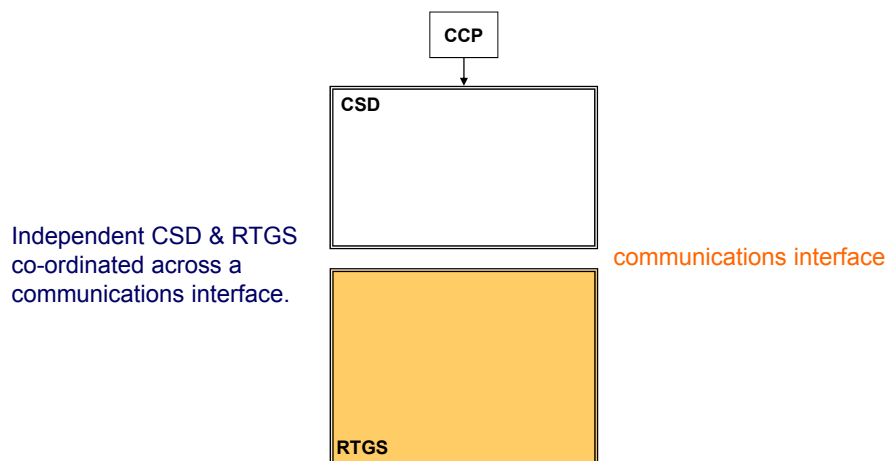 CCP
CSD
Independent CSD & RTGS
co-ordinated across a
communications interface.
communications interface
RTGS